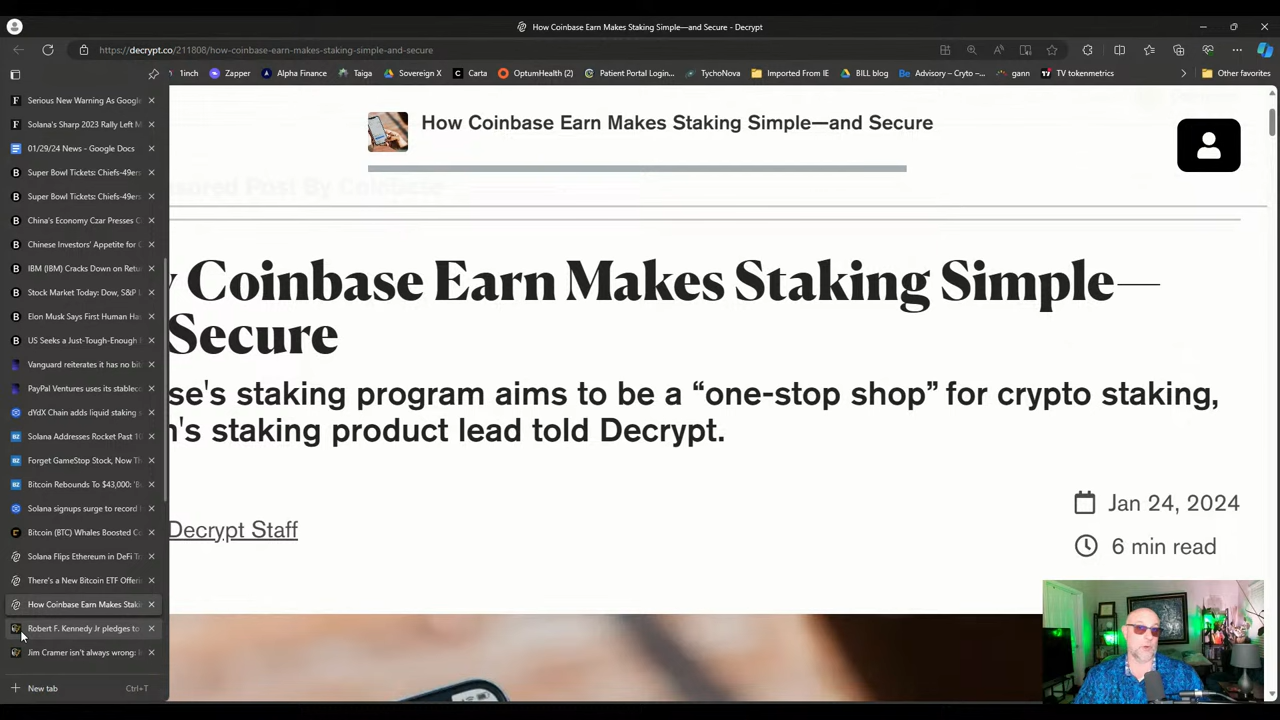 How Coinbase Earn Makes Staking Simple—and Secure - Decrypt
https://decrypt.co/211808/how-coinbase-earn-makes-staking-simple-and-secure
1inch
Zapper
Alpha Finance
Taiga
Sovereign X
Carta
OptumHealth (2)
Patient Portal Login...
TychoNova
Imported From IE
BILL blog
Advisory – Cryto –...
gann
TV tokenmetrics
Other favorites
Serious New Warning As Googl
Solana's Sharp 2023 Rally Left M
01/29/24 News - Google Docs
Super Bowl Tickets: Chiefs-49er
Super Bowl Tickets: Chiefs-49er
China's Economy Czar Presses
Chinese Investors' Appetite for
IBM (IBM) Cracks Down on Retu
Stock Market Today: Dow, S&P
Elon Musk Says First Human Ha
US Seeks a Just-Tough-Enough
Vanguard reiterates it has no bit
PayPal Ventures uses its stablec
dYdX Chain adds liquid staking
Solana Addresses Rocket Past 10
Forget GameStop Stock, Now Th
Bitcoin Rebounds To $43,000: 'B
Solana signups surge to record
Bitcoin (BTC) Whales Boosted C
Solana Flips Ethereum in DeFi T
There's a New Bitcoin ETF Offeri
How Coinbase Earn Makes Stak
Robert F. Kennedy Jr pledges to
Jim Cramer isn't always wrong:
New tab
Ctrl+T
How Coinbase Earn Makes Staking Simple—and Secure
sored Post By Coinbase
Coinbase Earn Makes Staking Simple—
Secure
se's staking program aims to be a “one-stop shop” for crypto staking,
's staking product lead told Decrypt.
Decrypt Staff
Jan 24, 2024
6 min read